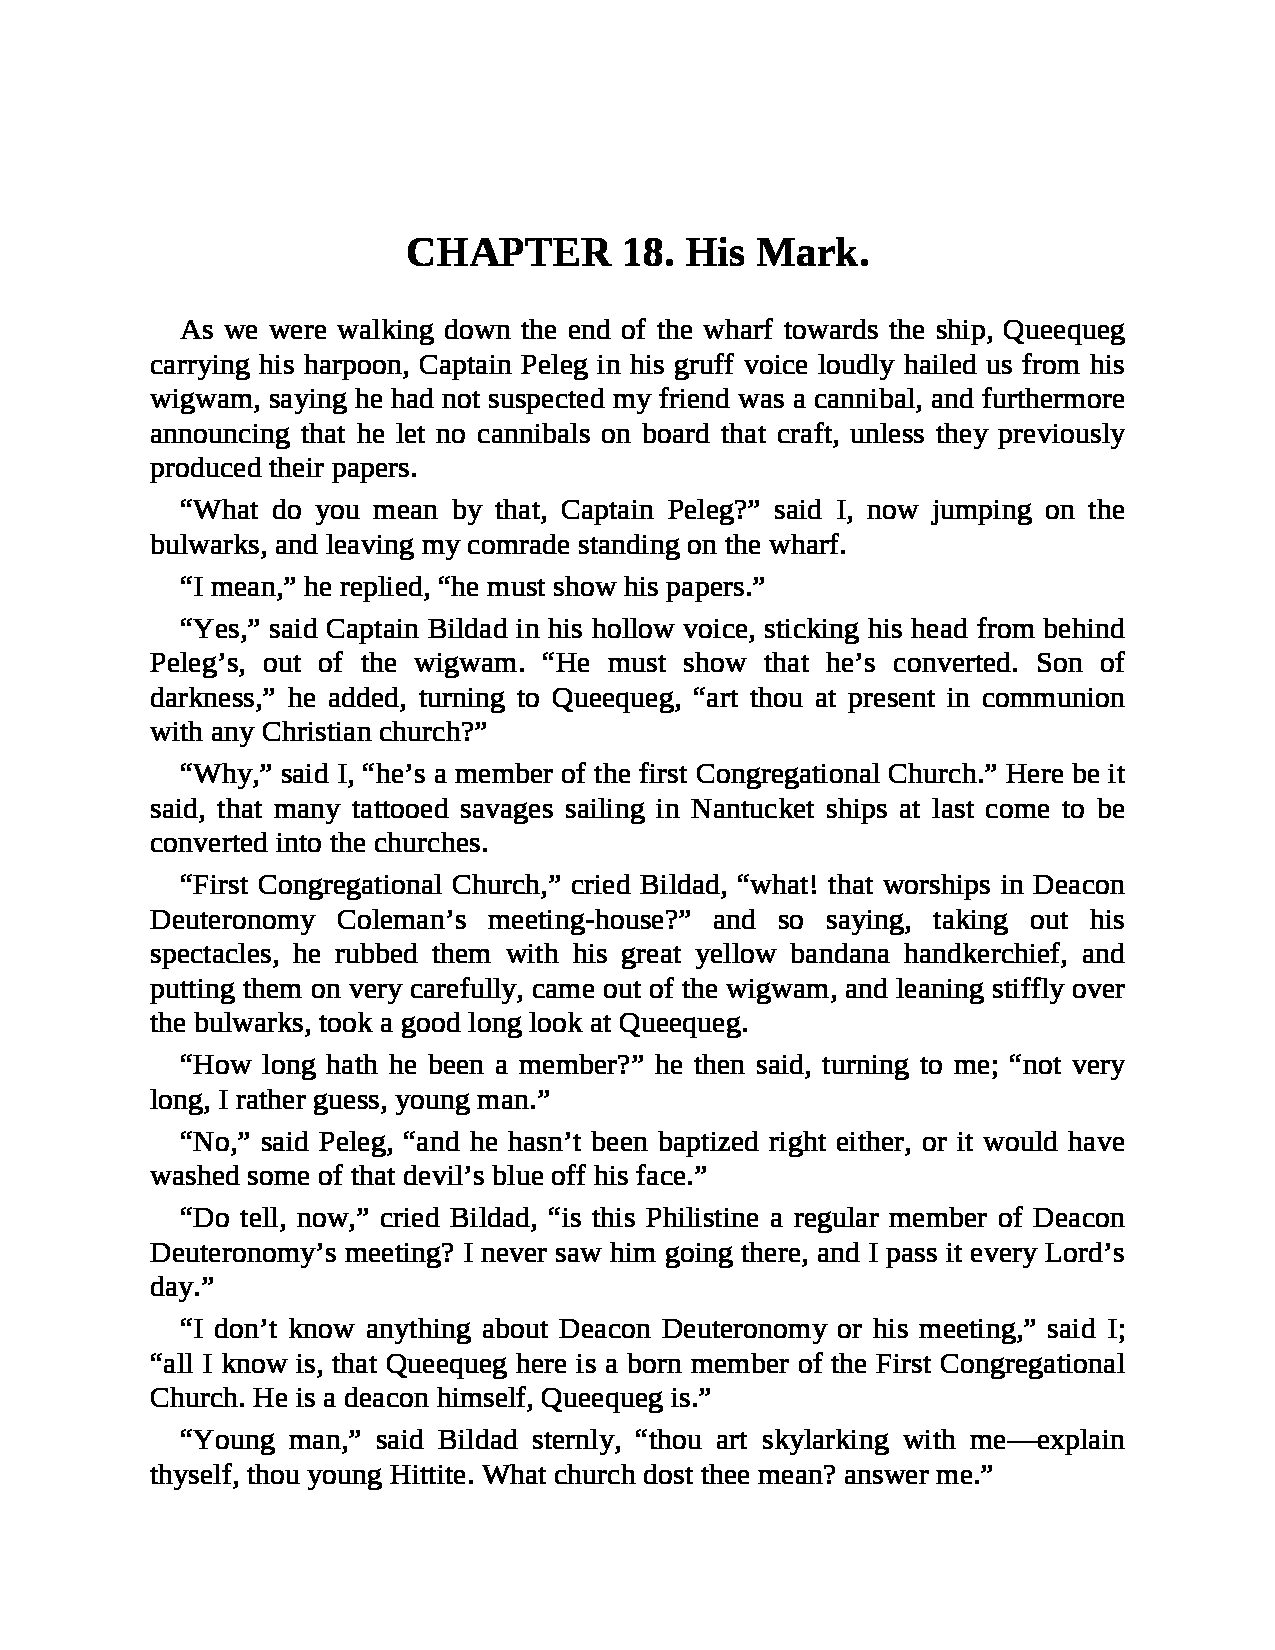 CHAPTER 18. His Mark.
As we were walking down the end of the wharf towards the ship, Queequeg
carrying his harpoon, Captain Peleg in his gruff voice loudly hailed us from his
wigwam, saying he had not suspected my friend was a cannibal, and furthermore
announcing that he let no cannibals on board that craft, unless they previously
produced their papers.
“What do you mean by that, Captain Peleg?” said I, now jumping on the
bulwarks, and leaving my comrade standing on the wharf.
“I mean,” he replied, “he must show his papers.”
“Yes,” said Captain Bildad in his hollow voice, sticking his head from behind
Peleg’s, out of the wigwam. “He must show that he’s converted. Son of
darkness,” he added, turning to Queequeg, “art thou at present in communion
with any Christian church?”
“Why,” said I, “he’s a member of the first Congregational Church.” Here be it
said, that many tattooed savages sailing in Nantucket ships at last come to be
converted into the churches.
“First Congregational Church,” cried Bildad, “what! that worships in Deacon
Deuteronomy Coleman’s meeting-house?” and so saying, taking out his
spectacles, he rubbed them with his great yellow bandana handkerchief, and
putting them on very carefully, came out of the wigwam, and leaning stiffly over
the bulwarks, took a good long look at Queequeg.
“How long hath he been a member?” he then said, turning to me; “not very
long, I rather guess, young man.”
“No,” said Peleg, “and he hasn’t been baptized right either, or it would have
washed some of that devil’s blue off his face.”
“Do tell, now,” cried Bildad, “is this Philistine a regular member of Deacon
Deuteronomy’s meeting? I never saw him going there, and I pass it every Lord’s
day.”
“I don’t know anything about Deacon Deuteronomy or his meeting,” said I;
“all I know is, that Queequeg here is a born member of the First Congregational
Church. He is a deacon himself, Queequeg is.”
“Young man,” said Bildad sternly, “thou art skylarking with me—explain
thyself, thou young Hittite. What church dost thee mean? answer me.”